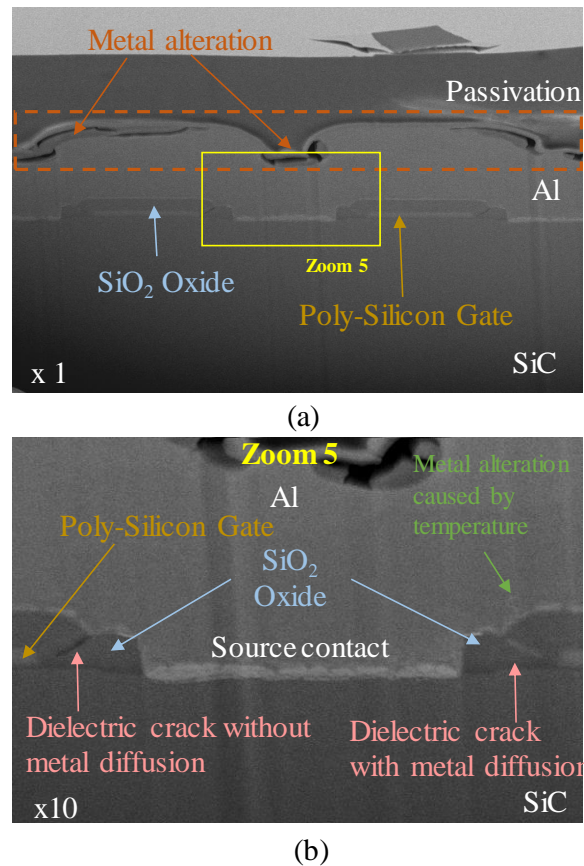 Metal alteration
Passivation
Al
Zoom 5
SiO₂ Oxide
Poly-Silicon Gate
x 1
SiC
(a)
Zoom 5
Al
Metal alteration
caused by
temperature
Poly-Silicon Gate
SiO₂
Oxide
Source contact
Dielectric crack without
metal diffusion
Dielectric crack
with metal diffusion
x10
SiC
(b)